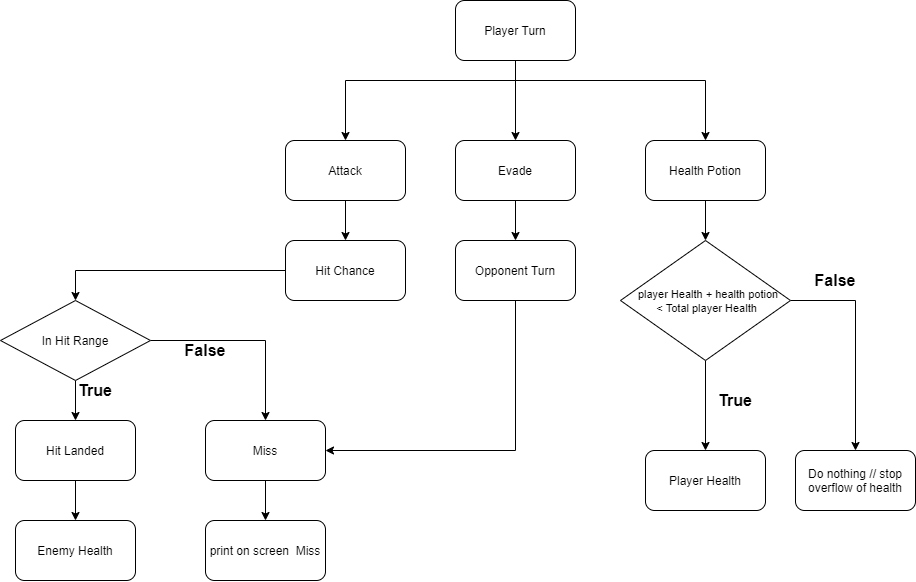 Player Turn
Attack
Evade
Health Potion
Hit Chance
Opponent Turn
player Health + health potion
< Total player Health
False
In Hit Range
False
True
True
Hit Landed
Miss
Player Health
Do nothing // stop
overflow of health
Enemy Health
print on screen  Miss